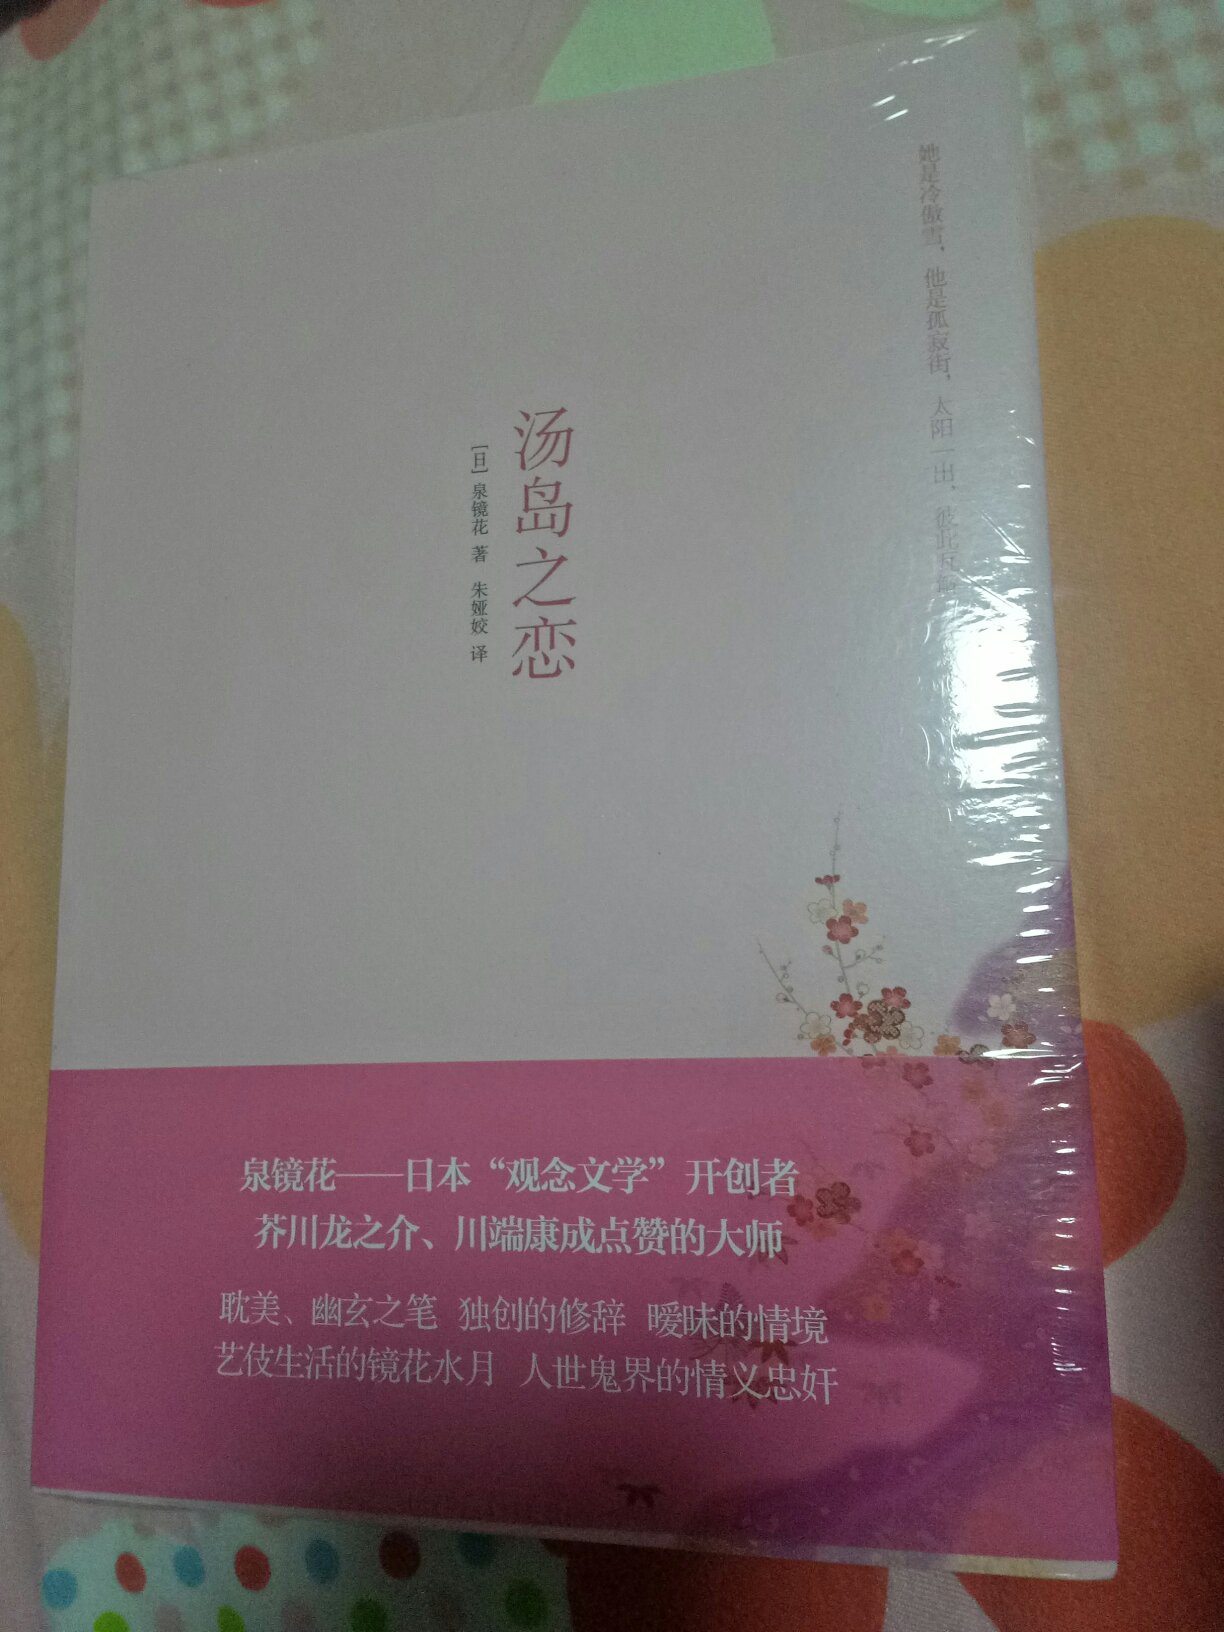 她是冷傲雪，他是孤寂街，太阳一出，彼此瓦解
汤岛之恋
[日] 泉镜花 著 朱娅姣 译
泉镜花——日本“观念文学”开创者
芥川龙之介、川端康成点赞的大师
耽美、幽玄之笔 独创的修辞 暧昧的情境
艺伎生活的镜花水月 人世鬼界的情义忠奸